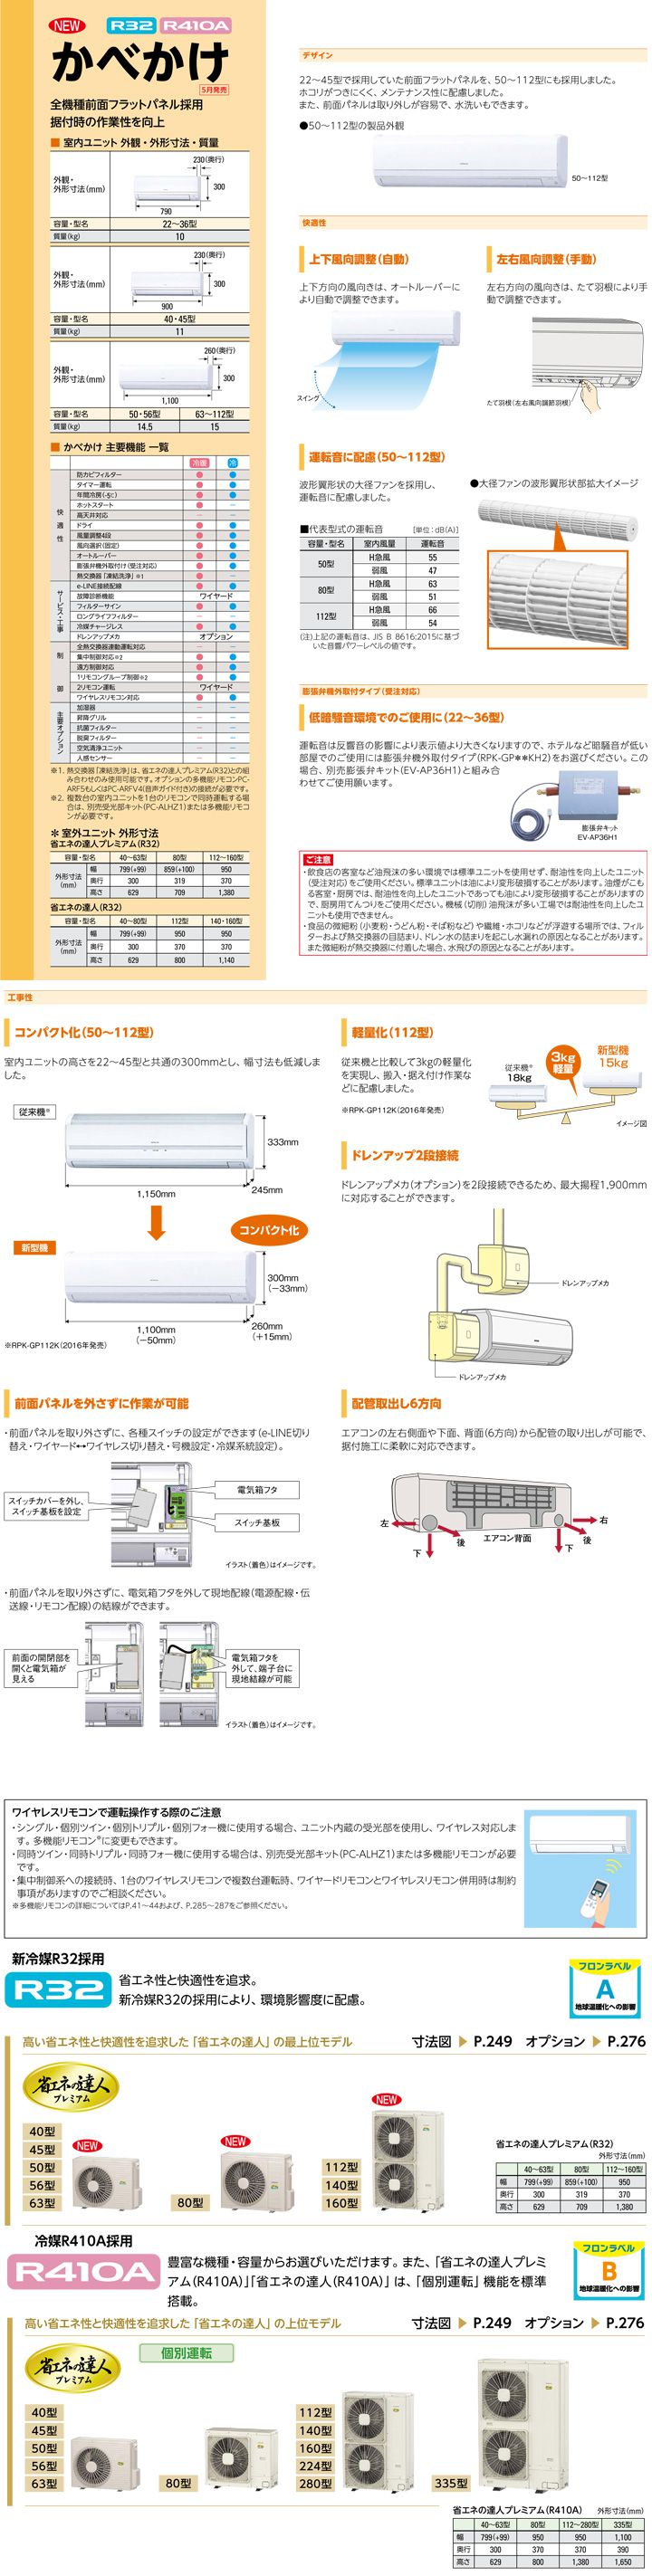 NEW R32 R410A
かべかけ
5月発売
全機種前面フラットパネル採用
据付時の作業性を向上
■ 室内ユニット 外観・外形寸法・質量
外観・
外形寸法(mm)
230(奥行)
300
790
容量・型名 22〜36型
質量(kg) 10
外観・
外形寸法(mm)
230(奥行)
300
900
容量・型名 40・45型
質量(kg) 11
外観・
外形寸法(mm)
260(奥行)
300
1,100
容量・型名 50・56型 63〜112型
質量(kg) 14.5 15
■ かべかけ 主要機能 一覧
冷暖 冷
快適性
防カビフィルター ● ●
タイマー運転 ● ●
年間冷房(-5℃) ● ●
ホットスタート ● −
高天井対応 − −
ドライ ● ●
風量調整4段 ● ●
風向選択(固定) ● ●
オートルーバー ● ●
膨張弁機外取付け(受注対応) ● ●
熱交換器「凍結洗浄」※1 ● −
サービス・工事
e-LINE接続配線 ● ●
故障診断機能 ワイヤード
フィルターサイン ● ●
ロングライフフィルター − −
冷媒チャージレス ● ●
ドレンアップメカ オプション
制御
全熱交換器連動運転対応 − −
集中制御対応※2 ● ●
遠方制御対応 ● ●
1リモコングループ制御※2 ● ●
2リモコン運転 ワイヤード
ワイヤレスリモコン対応 ● ●
主要オプション
加湿器 − −
昇降グリル − −
抗菌フィルター − −
脱臭フィルター − −
空気清浄ユニット − −
人感センサー − −
※1. 熱交換器「凍結洗浄」は、省エネの達人プレミアム(R32)との組
み合わせのみ使用可能です。オプションの多機能リモコンPC-
ARF5もしくはPC-ARFV4(音声ガイド付き)の接続が必要です。
※2. 複数台の室内ユニットを1台のリモコンで同時運転する場
合は、別売受光部キット(PC-ALHZ1)または多機能リモコ
ンが必要です。
＊ 室外ユニット 外形寸法
省エネの達人プレミアム(R32)
容量・型名 40〜63型 80型 112〜160型
外形寸法
(mm)
幅 799(+99) 859(+100) 950
奥行 300 319 370
高さ 629 709 1,380
省エネの達人(R32)
容量・型名 40〜80型 112型 140・160型
外形寸法
(mm)
幅 799(+99) 950 950
奥行 300 370 370
高さ 629 800 1,140
デザイン
22〜45型で採用していた前面フラットパネルを、50〜112型にも採用しました。
ホコリがつきにくく、メンテナンス性に配慮しました。
また、前面パネルは取り外しが容易で、水洗いもできます。
●50〜112型の製品外観
50〜112型
快適性
上下風向調整(自動)
上下方向の風向きは、オートルーバーに
より自動で調整できます。
スイング
左右風向調整(手動)
左右方向の風向きは、たて羽根により手
動で調整できます。
たて羽根(左右風向調節羽根)
運転音に配慮(50〜112型)
波形翼形状の大径ファンを採用し、
運転音に配慮しました。
●大径ファンの波形翼形状部拡大イメージ
■代表型式の運転音 [単位：dB(A)]
容量・型名 室内風量 運転音
50型 H急風 55
弱風 47
80型 H急風 63
弱風 51
112型 H急風 66
弱風 54
(注)上記の運転音は、JIS B 8616:2015に基づ
いた音響パワーレベルの値です。
膨張弁機外取付タイプ(受注対応)
低暗騒音環境でのご使用に(22〜36型)
運転音は反響音の影響により表示値より大きくなりますので、ホテルなど暗騒音が低い
部屋でのご使用には膨張弁機外取付タイプ(RPK-GP＊＊KH2)をお選びください。この
場合、別売膨張弁キット(EV-AP36H1)と組み合
わせてご使用願います。
膨張弁キット
EV-AP36H1
ご注意
・飲食店の客室など油飛沫の多い環境では標準ユニットを使用せず、耐油性を向上したユニット
(受注対応)をご使用ください。標準ユニットは油により変形破損することがあります。油煙がこも
る客室・厨房では、耐油性を向上したユニットであっても油により変形破損することがありますの
で、厨房用てんつりをご使用ください。機械(切削)油飛沫が多い工場では耐油性を向上したユ
ニットも使用できません。
・食品の微細粉(小麦粉・うどん粉・そば粉など)や繊維・ホコリなどが浮遊する場所では、フィル
ターおよび熱交換器の目詰まり、ドレン水の詰まりを起こし水漏れの原因となることがあります。
また微細粉が熱交換器に付着した場合、水飛びの原因となることがあります。
工事性
コンパクト化(50〜112型)
室内ユニットの高さを22〜45型と共通の300mmとし、幅寸法も低減しま
した。
従来機※
333mm
1,150mm
245mm
コンパクト化
新型機
300mm
(−33mm)
1,100mm
(−50mm)
260mm
(+15mm)
※RPK-GP112K(2016年発売)
軽量化(112型)
従来機と比較して3kgの軽量化
を実現し、搬入・据え付け作業な
どに配慮しました。
※RPK-GP112K(2016年発売)
従来機※
18kg
3kg
軽量
新型機
15kg
イメージ図
ドレンアップ2段接続
ドレンアップメカ(オプション)を2段接続できるため、最大揚程1,900mm
に対応することができます。
ドレンアップメカ
ドレンアップメカ
前面パネルを外さずに作業が可能
・前面パネルを取り外さずに、各種スイッチの設定ができます(e-LINE切り
替え・ワイヤード↔ワイヤレス切り替え・号機設定・冷媒系統設定)。
スイッチカバーを外し、
スイッチ基板を設定
電気箱フタ
スイッチ基板
イラスト(着色)はイメージです。
・前面パネルを取り外さずに、電気箱フタを外して現地配線(電源配線・伝
送線・リモコン配線)の結線ができます。
前面の開閉部を
開くと電気箱が
見える
電気箱フタを
外して、端子台に
現地結線が可能
イラスト(着色)はイメージです。
配管取出し6方向
エアコンの左右側面や下面、背面(6方向)から配管の取り出しが可能で、
据付施工に柔軟に対応できます。
左
下
後
エアコン背面
下
後
右
ワイヤレスリモコンで運転操作する際のご注意
・シングル・個別ツイン・個別トリプル・個別フォー機に使用する場合、ユニット内蔵の受光部を使用し、ワイヤレス対応しま
す。多機能リモコン※に変更もできます。
・同時ツイン・同時トリプル・同時フォー機に使用する場合は、別売受光部キット(PC-ALHZ1)または多機能リモコンが必要
です。
・集中制御系への接続時、1台のワイヤレスリモコンで複数台運転時、ワイヤードリモコンとワイヤレスリモコン併用時は制約
事項がありますのでご相談ください。
※多機能リモコンの詳細についてはP.41〜44および、P.285〜287をご参照ください。
新冷媒R32採用
R32
省エネ性と快適性を追求。
新冷媒R32の採用により、環境影響度に配慮。
フロンラベル
A
地球温暖化への影響
高い省エネ性と快適性を追求した「省エネの達人」の最上位モデル 寸法図 ▶ P.249 オプション ▶ P.276
省エネの達人
プレミアム
40型
45型
50型
56型
63型
NEW
80型
NEW
112型
140型
160型
NEW
省エネの達人プレミアム(R32)
外形寸法(mm)
40〜63型 80型 112〜160型
幅 799(+99) 859(+100) 950
奥行 300 319 370
高さ 629 709 1,380
冷媒R410A採用
R410A
豊富な機種・容量からお選びいただけます。また、「省エネの達人プレミ
アム(R410A)」「省エネの達人(R410A)」は、「個別運転」機能を標準
搭載。
フロンラベル
B
地球温暖化への影響
高い省エネ性と快適性を追求した「省エネの達人」の上位モデル 寸法図 ▶ P.249 オプション ▶ P.276
省エネの達人
プレミアム
個別運転
40型
45型
50型
56型
63型
80型
112型
140型
160型
224型
280型
335型
省エネの達人プレミアム(R410A) 外形寸法(mm)
40〜63型 80型 112〜280型 335型
幅 799(+99) 950 950 1,100
奥行 300 370 370 390
高さ 629 800 1,380 1,650